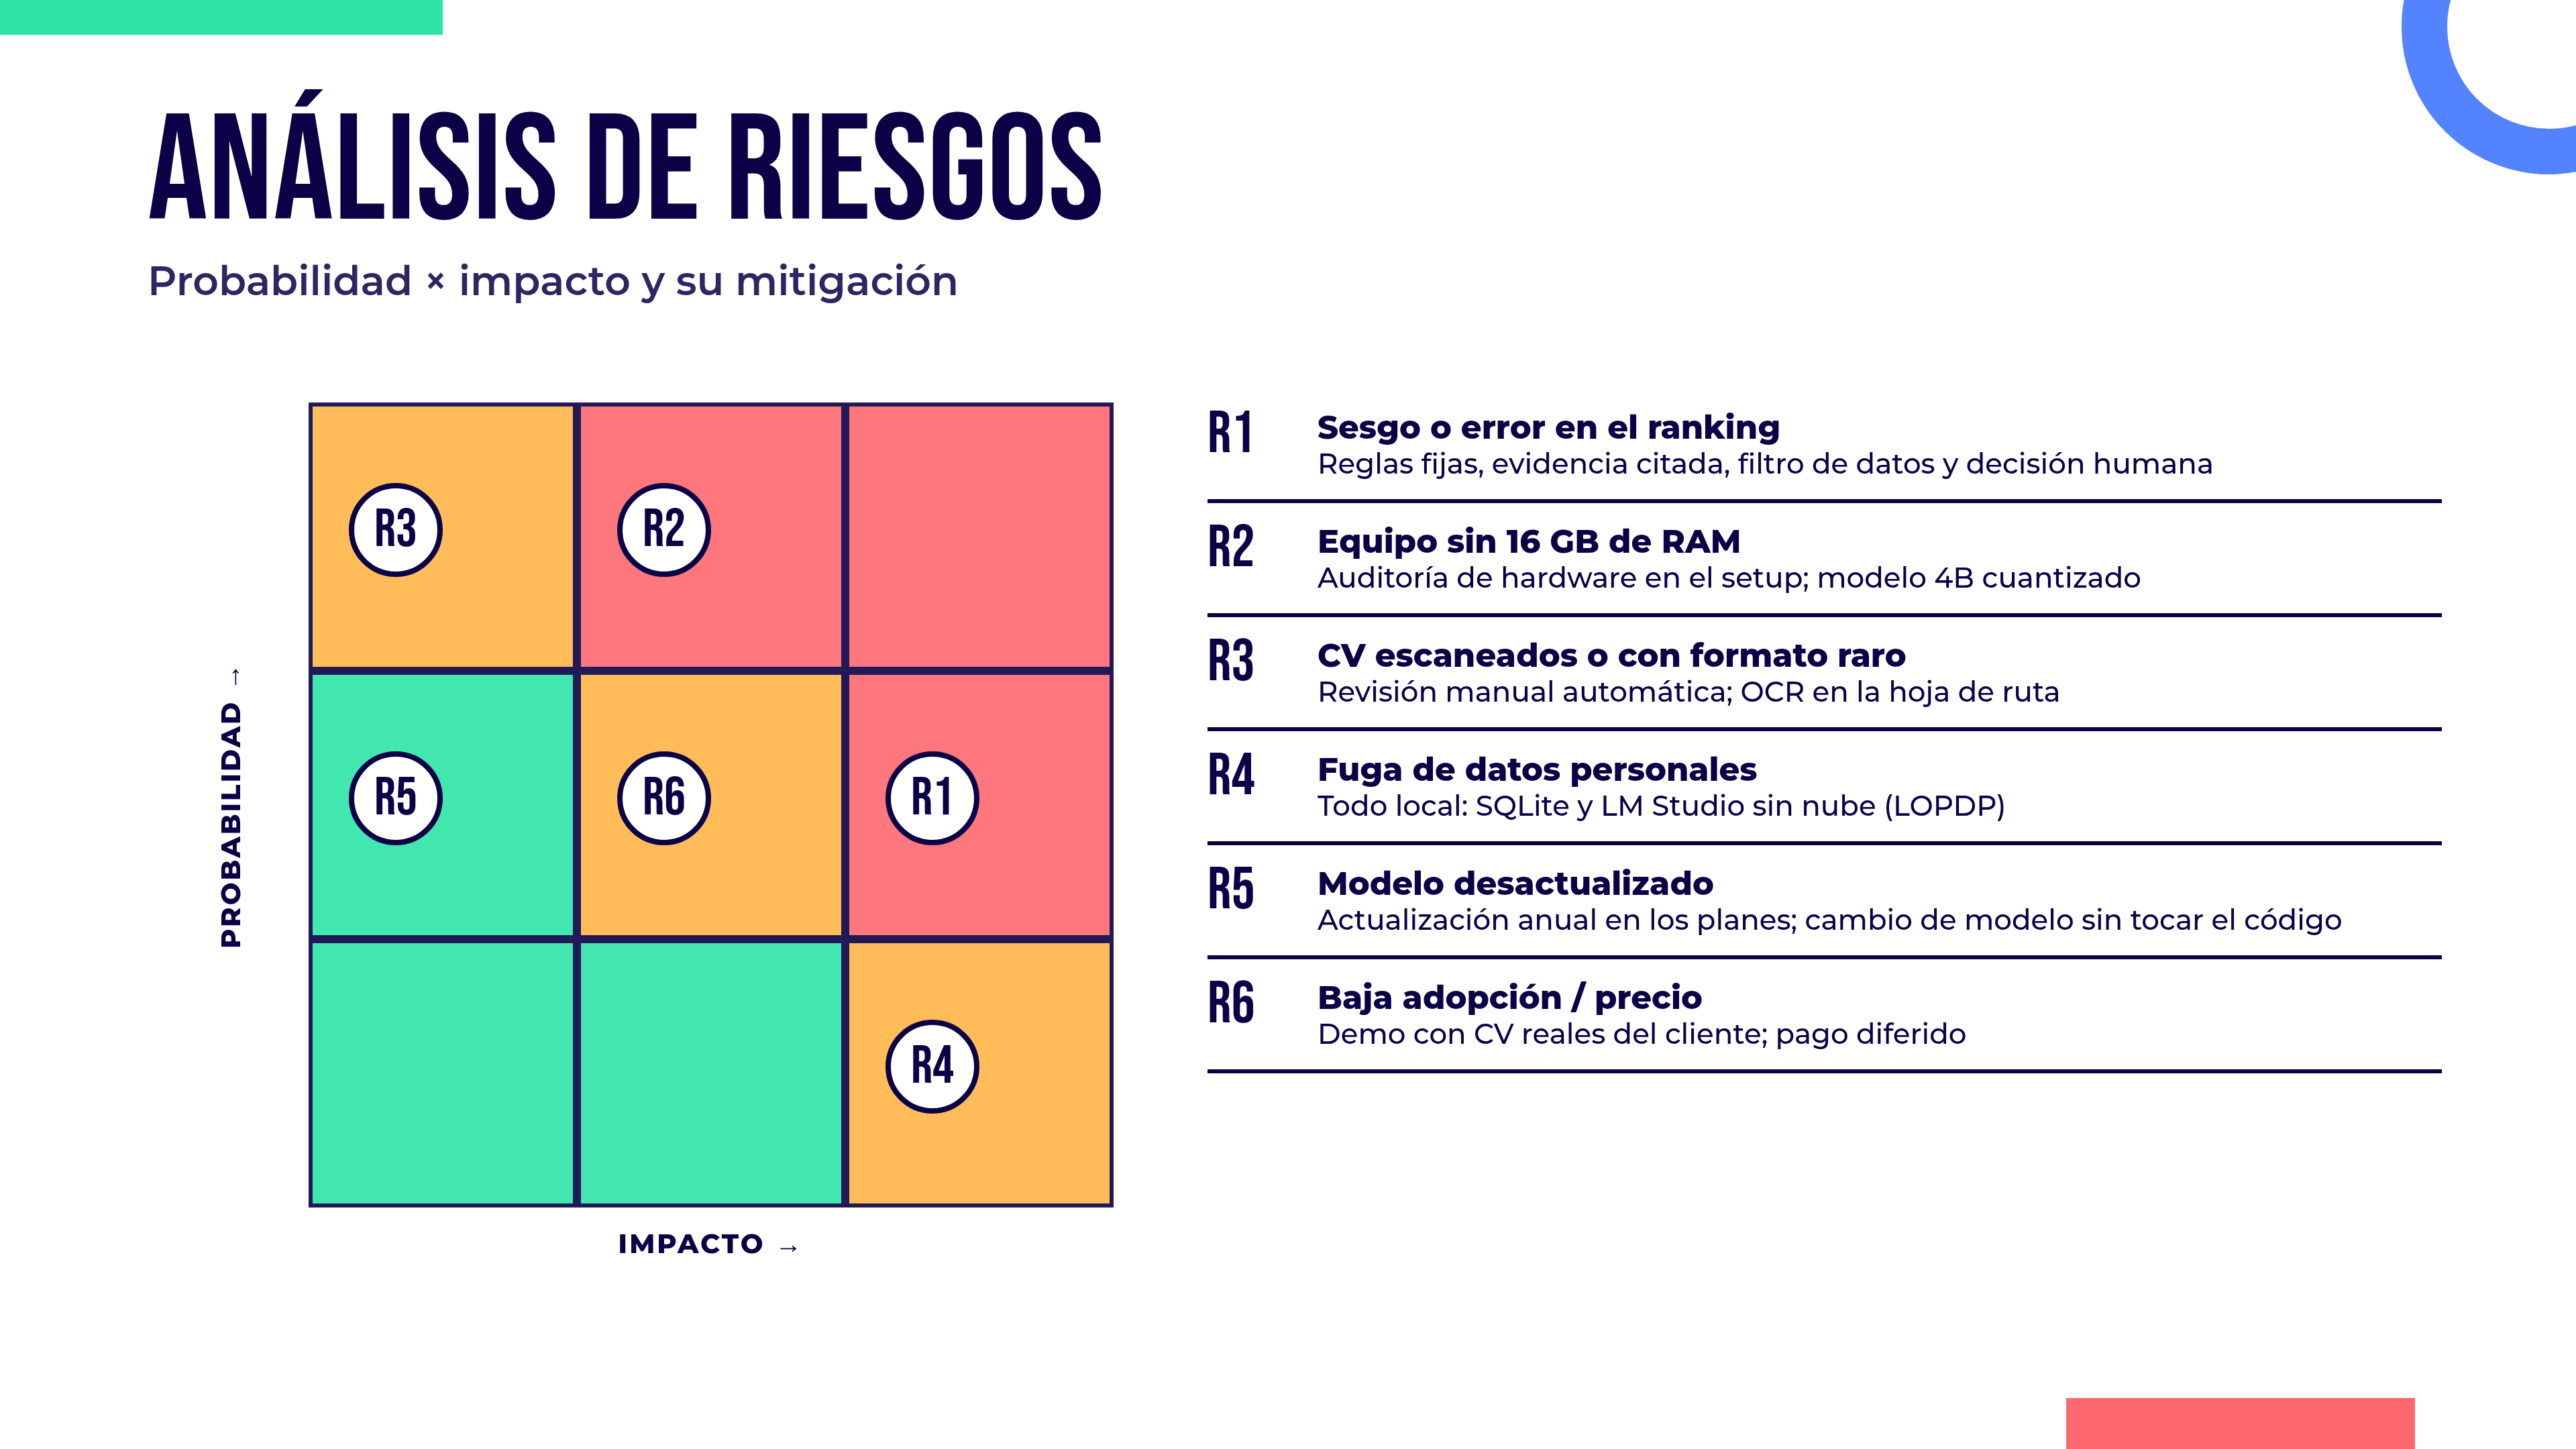 ANÁLISIS DE RIESGOS
Probabilidad × impacto y su mitigación
PROBABILIDAD →
R3
R2
R5
R6
R1
R4
IMPACTO →
R1
Sesgo o error en el ranking
Reglas fijas, evidencia citada, filtro de datos y decisión humana
R2
Equipo sin 16 GB de RAM
Auditoría de hardware en el setup; modelo 4B cuantizado
R3
CV escaneados o con formato raro
Revisión manual automática; OCR en la hoja de ruta
R4
Fuga de datos personales
Todo local: SQLite y LM Studio sin nube (LOPDP)
R5
Modelo desactualizado
Actualización anual en los planes; cambio de modelo sin tocar el código
R6
Baja adopción / precio
Demo con CV reales del cliente; pago diferido